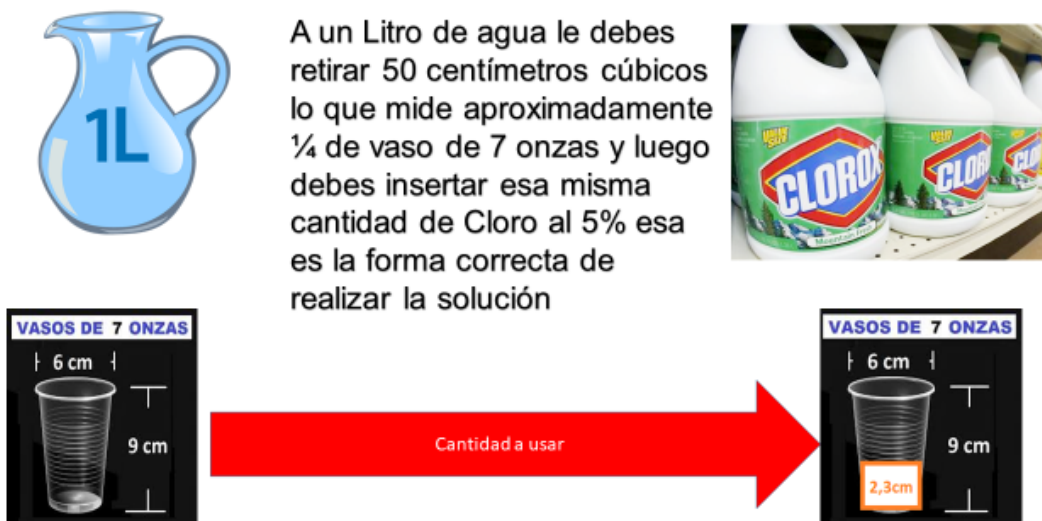 1L
A un Litro de agua le debes
retirar 50 centímetros cúbicos
lo que mide aproximadamente
¼ de vaso de 7 onzas y luego
debes insertar esa misma
cantidad de Cloro al 5% esa
es la forma correcta de
realizar la solución
CLOROX
Mountain Fresh
CLOROX
CLO
VASOS DE 7 ONZAS
6 cm
9 cm
Cantidad a usar
VASOS DE 7 ONZAS
6 cm
9 cm
2,3cm